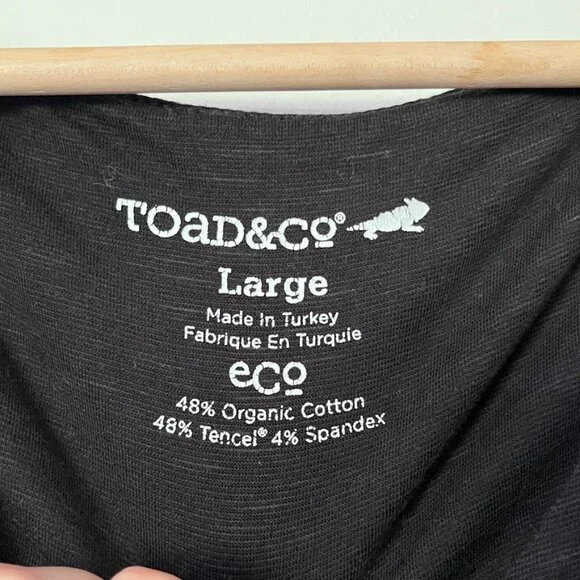 TOAD&CO®
Large
Made In Turkey
Fabrique En Turquie
eco
48% Organic Cotton
48% Tencel® 4% Spandex